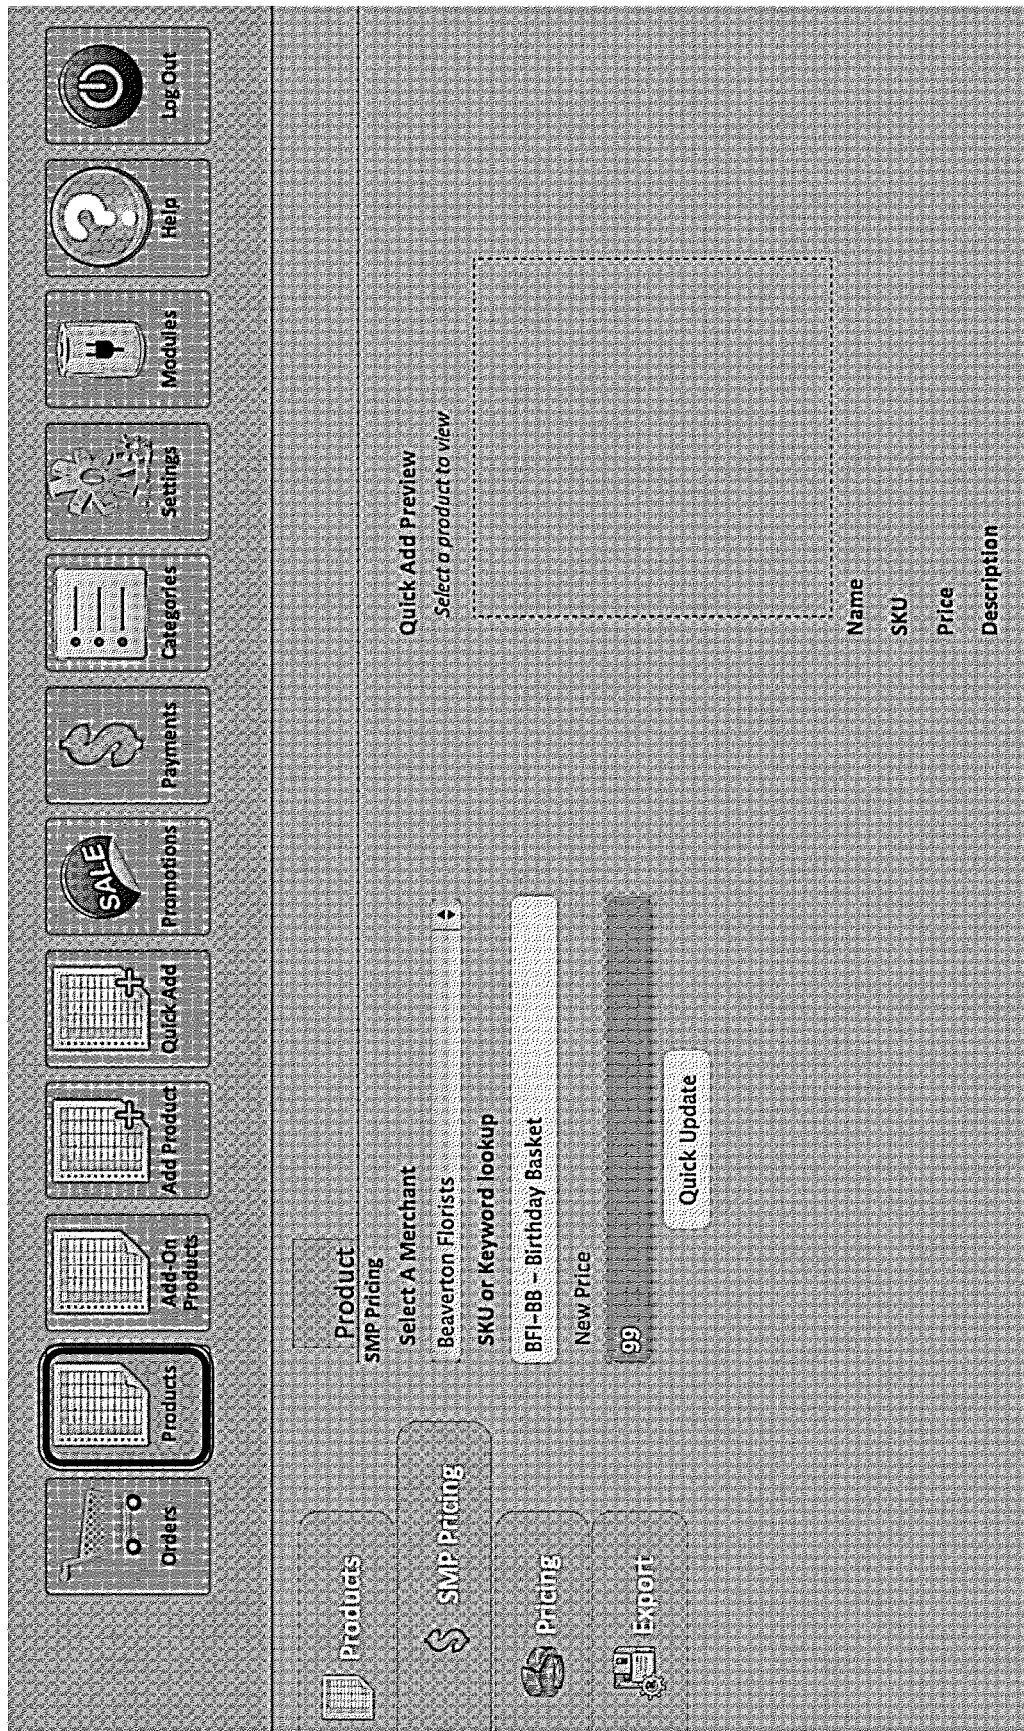 Orders
Products
Add-On
Products
Add Product
Quick Add
SALE
Promotions
Payments
Categories
Settings
Modules
Help
Log Out
Products
SMP Pricing
Pricing
Export
Product
SMP Pricing
Select A Merchant
Beaverton Florists
SKU or Keyword lookup
BFI-BB - Birthday Basket
New Price
99
Quick Update
Quick Add Preview
Select a product to view
Name
SKU
Price
Description